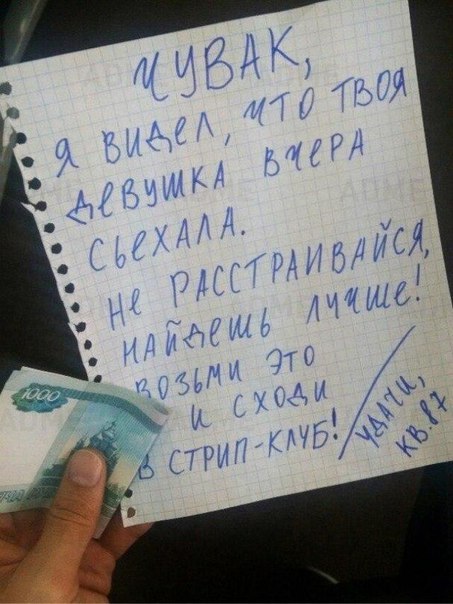 ЧУВАК,
Я ВИДЕЛ, ЧТО ТВОЯ
ДЕВУШКА ВЧЕРА
СЬЕХАЛА.
НЕ РАССТРАИВАЙСЯ,
НАЙДЕШЬ ЛУЧШЕ!
ВОЗЬМИ ЭТО
И СХОДИ
В СТРИП-КЛУБ!
УДАЧИ,
КВ.87
1000